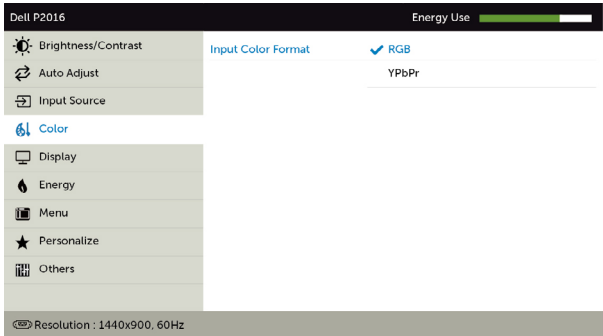 Dell P2016
Energy Use
Brightness/Contrast
Auto Adjust
Input Source
Color
Display
Energy
Menu
Personalize
Others
Input Color Format
RGB
YPbPr
Resolution : 1440x900, 60Hz